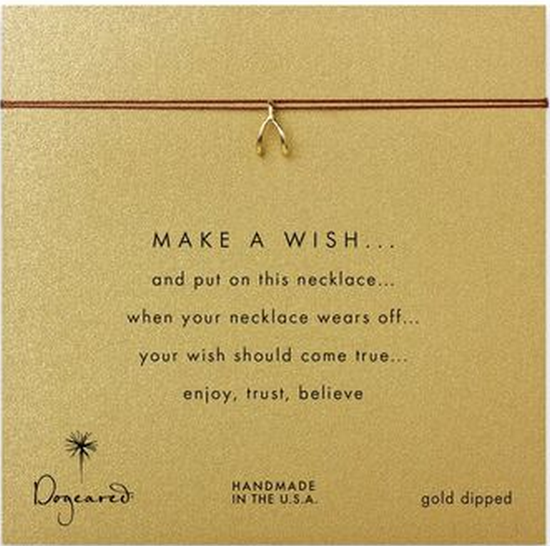 MAKE A WISH...
and put on this necklace...
when your necklace wears off...
your wish should come true...
enjoy, trust, believe
Dogeared
HANDMADE
IN THE U.S.A.
gold dipped